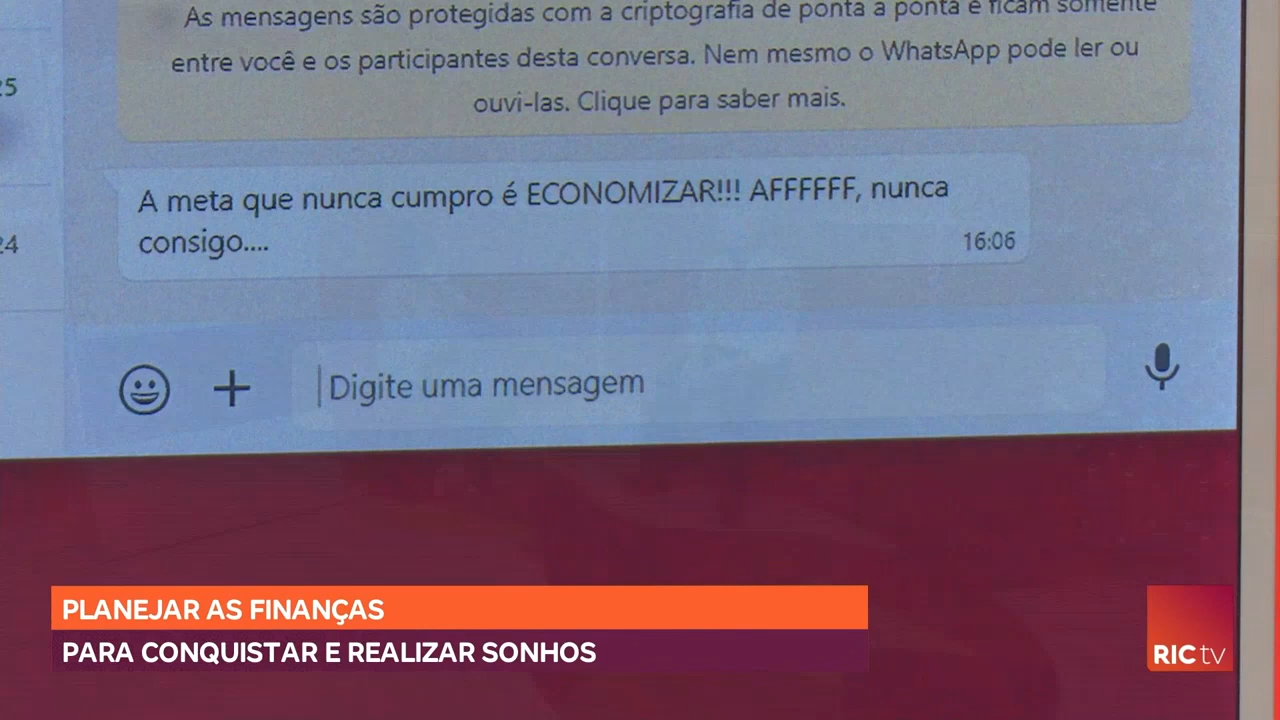 As mensagens são protegidas com a criptografia de ponta a ponta e ficam somente
entre você e os participantes desta conversa. Nem mesmo o WhatsApp pode ler ou
ouvi-las. Clique para saber mais.
25
A meta que nunca cumpro é ECONOMIZAR!!! AFFFFFF, nunca
consigo....
16:06
24
Digite uma mensagem
PLANEJAR AS FINANÇAS
PARA CONQUISTAR E REALIZAR SONHOS
RIC tv